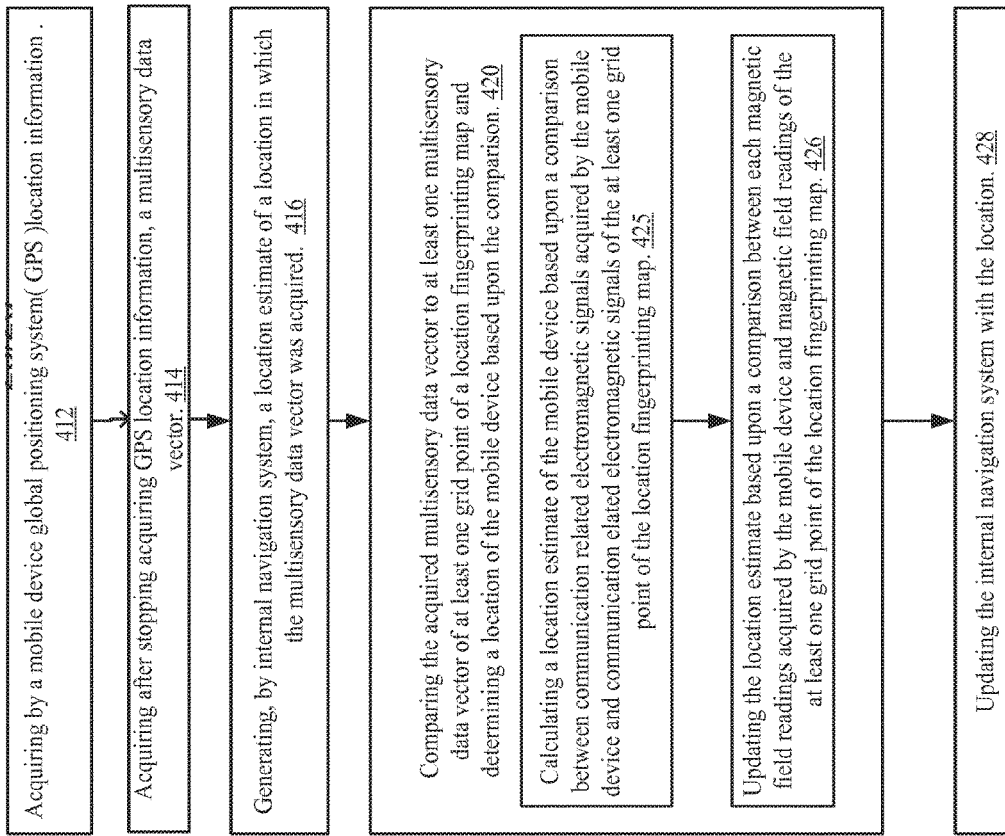 Acquiring by a mobile device global positioning system( GPS )location information .
412
Acquiring after stopping acquiring GPS location information, a multisensory data
vector. 414
Generating, by internal navigation system, a location estimate of a location in which
the multisensory data vector was acquired. 416
Comparing the acquired multisensory data vector to at least one multisensory
data vector of at least one grid point of a location fingerprinting map and
determining a location of the mobile device based upon the comparison. 420
Calculating a location estimate of the mobile device based upon a comparison
between communication related electromagnetic signals acquired by the mobile
device and communication elated electromagnetic signals of the at least one grid
point of the location fingerprinting map. 425
Updating the location estimate based upon a comparison between each magnetic
field readings acquired by the mobile device and magnetic field readings of the
at least one grid point of the location fingerprinting map. 426
Updating the internal navigation system with the location. 428